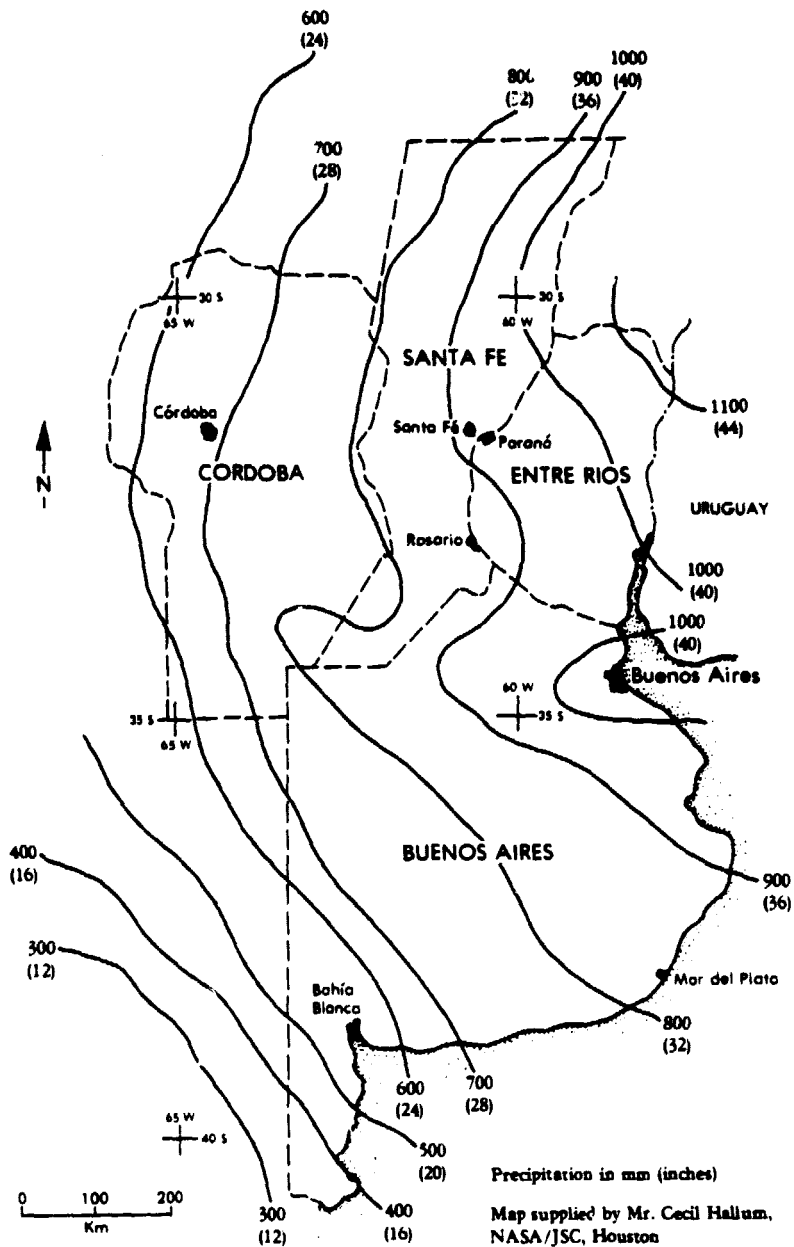 600
(24)
1000
(40)
800
(32)
900
(36)
700
(28)
30 S
65 W
30 S
60 W
SANTA FE
Córdoba
Santa Fé
Paraná
1100
(44)
N
CORDOBA
ENTRE RIOS
URUGUAY
Rosario
1000
(40)
1000
(40)
Buenos Aires
60 W
35 S
35 S
65 W
BUENOS AIRES
400
(16)
900
(36)
300
(12)
Mar del Plata
Bahía
Blanca
800
(32)
600
(24)
700
(28)
65 W
40 S
500
(20)
Precipitation in mm (inches)
0 100 200
Km
300
(12)
400
(16)
Map supplied by Mr. Cecil Hallum,
NASA/JSC, Houston